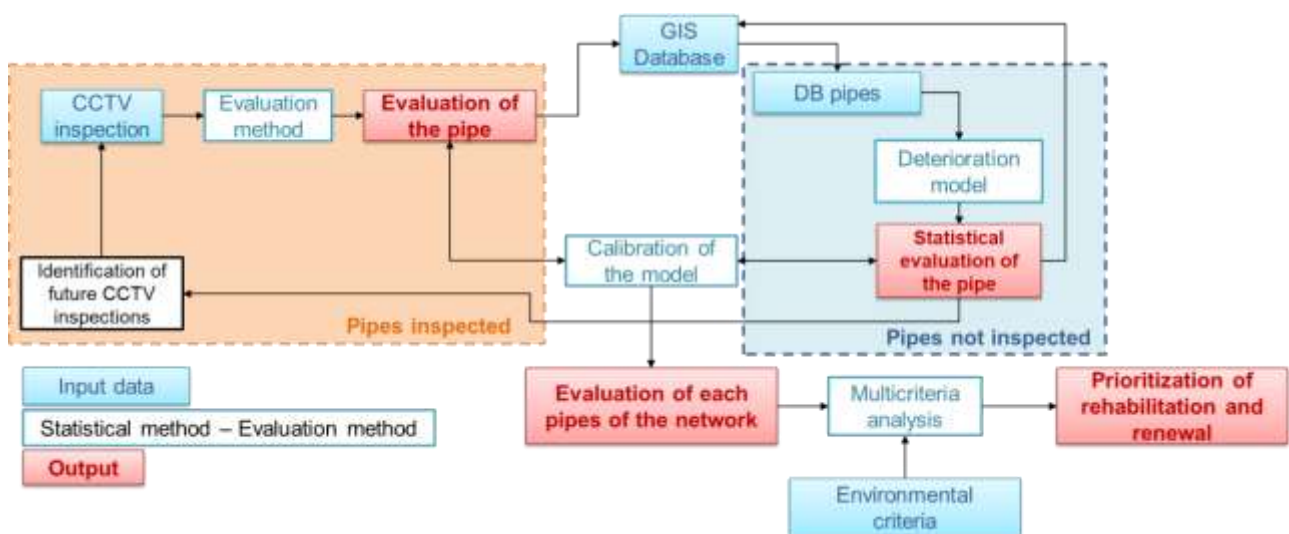 GIS
Database
CCTV
inspection
Evaluation
method
Evaluation of
the pipe
DB pipes
Deterioration
model
Identification of
future CCTV
inspections
Pipes inspected
Calibration of
the model
Statistical
evaluation of
the pipe
Pipes not inspected
Input data
Statistical method – Evaluation method
Output
Evaluation of each
pipes of the network
Multicriteria
analysis
Prioritization of
rehabilitation and
renewal
Environmental
criteria